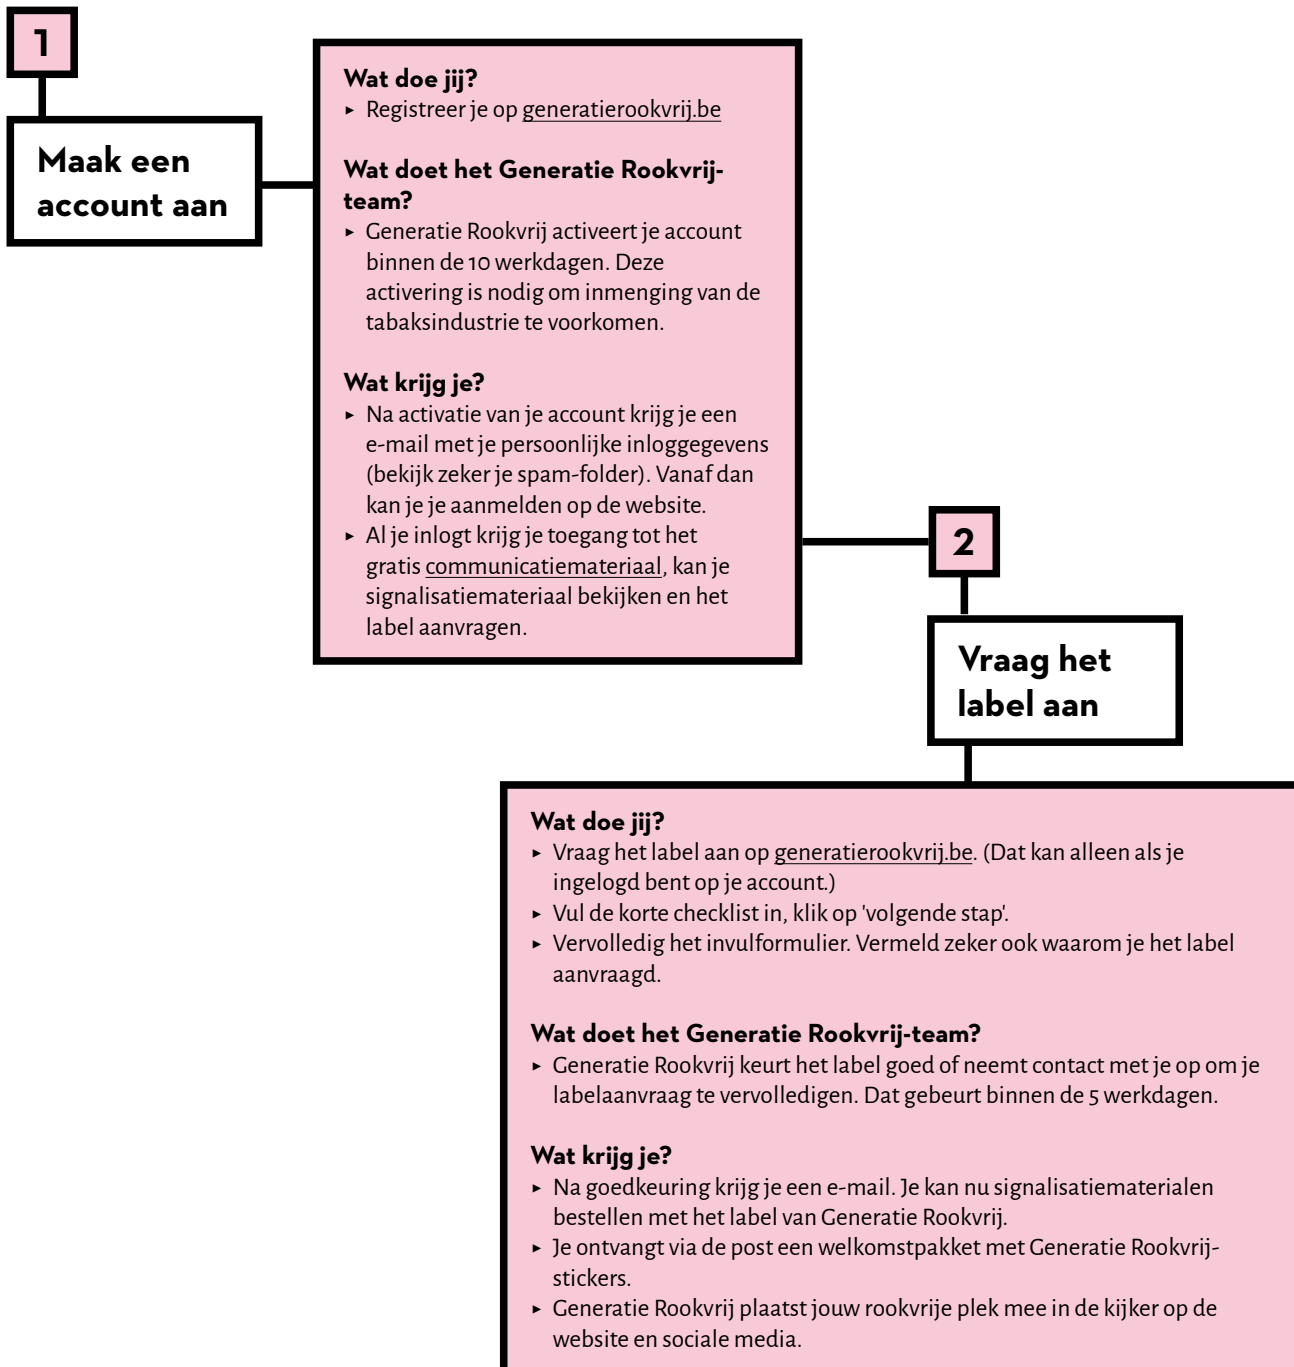 1
Maak een
account aan
Wat doe jij?
▸ Registreer je op generatierookvrij.be
Wat doet het Generatie Rookvrij-
team?
▸ Generatie Rookvrij activeert je account
binnen de 10 werkdagen. Deze
activering is nodig om inmenging van de
tabaksindustrie te voorkomen.
Wat krijg je?
▸ Na activatie van je account krijg je een
e-mail met je persoonlijke inloggegevens
(bekijk zeker je spam-folder). Vanaf dan
kan je je aanmelden op de website.
▸ Al je inlogt krijg je toegang tot het
gratis communicatiemateriaal, kan je
signalisatiemateriaal bekijken en het
label aanvragen.
2
Vraag het
label aan
Wat doe jij?
▸ Vraag het label aan op generatierookvrij.be. (Dat kan alleen als je
ingelogd bent op je account.)
▸ Vul de korte checklist in, klik op 'volgende stap'.
▸ Vervolledig het invulformulier. Vermeld zeker ook waarom je het label
aanvraagd.
Wat doet het Generatie Rookvrij-team?
▸ Generatie Rookvrij keurt het label goed of neemt contact met je op om je
labelaanvraag te vervolledigen. Dat gebeurt binnen de 5 werkdagen.
Wat krijg je?
▸ Na goedkeuring krijg je een e-mail. Je kan nu signalisatiematerialen
bestellen met het label van Generatie Rookvrij.
▸ Je ontvangt via de post een welkomstpakket met Generatie Rookvrij-
stickers.
▸ Generatie Rookvrij plaatst jouw rookvrije plek mee in de kijker op de
website en sociale media.